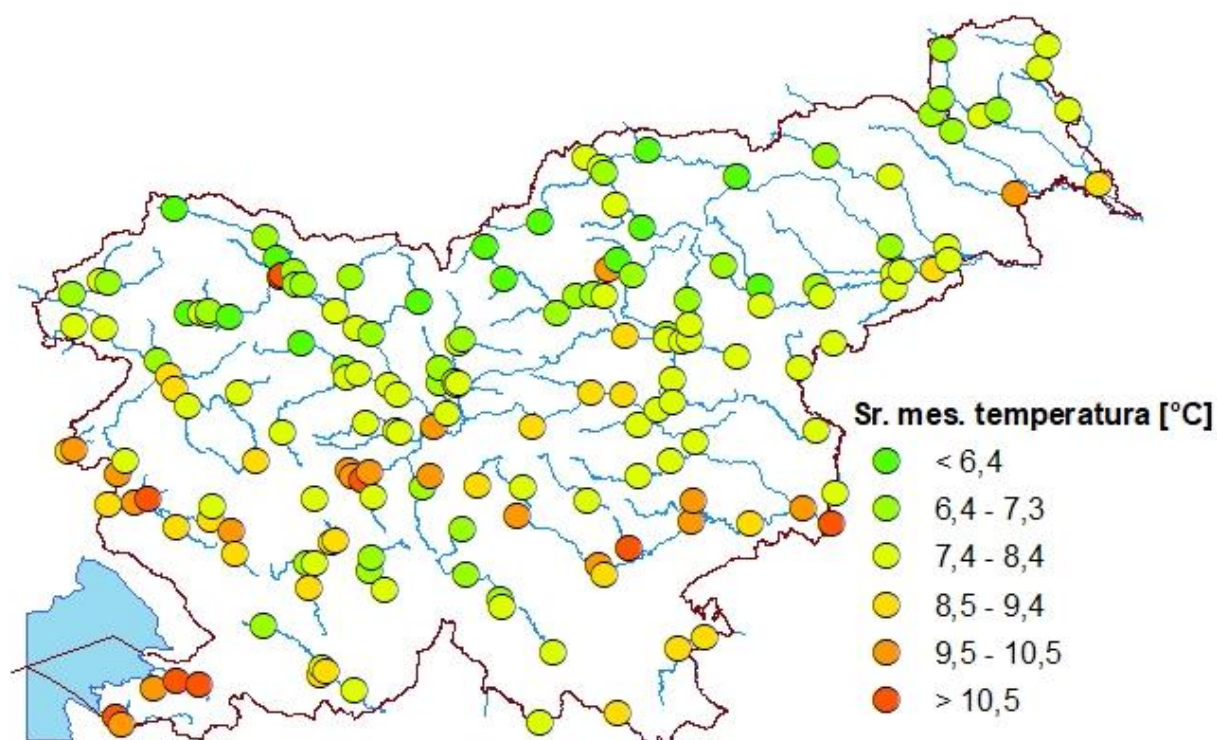 Sr. mes. temperatura [°C]
< 6,4
6,4 - 7,3
7,4 - 8,4
8,5 - 9,4
9,5 - 10,5
> 10,5